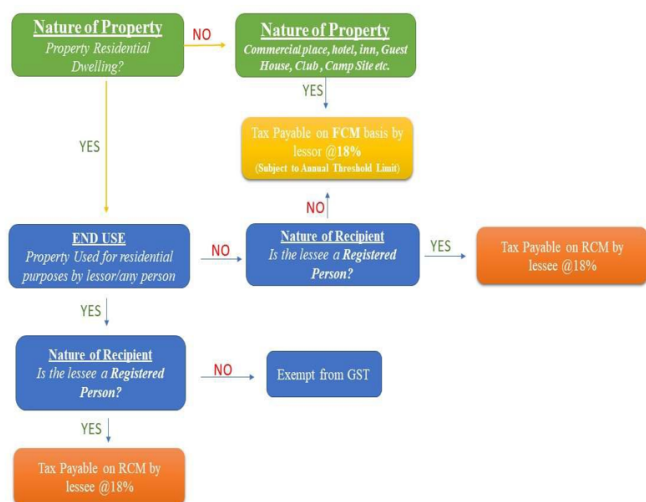 Nature of Property
Property Residential
Dwelling?
NO
Nature of Property
Commercial place, hotel, inn, Guest
House, Club , Camp Site etc.
YES
YES
Tax Payable on FCM basis by
lessor @18%
(Subject to Annual Threshold Limit)
NO
END USE
Property Used for residential
purposes by lessor/any person
NO
Nature of Recipient
Is the lessee a Registered
Person?
YES
Tax Payable on RCM by
lessee @18%
YES
Nature of Recipient
Is the lessee a Registered
Person?
NO
Exempt from GST
YES
Tax Payable on RCM by
lessee @18%